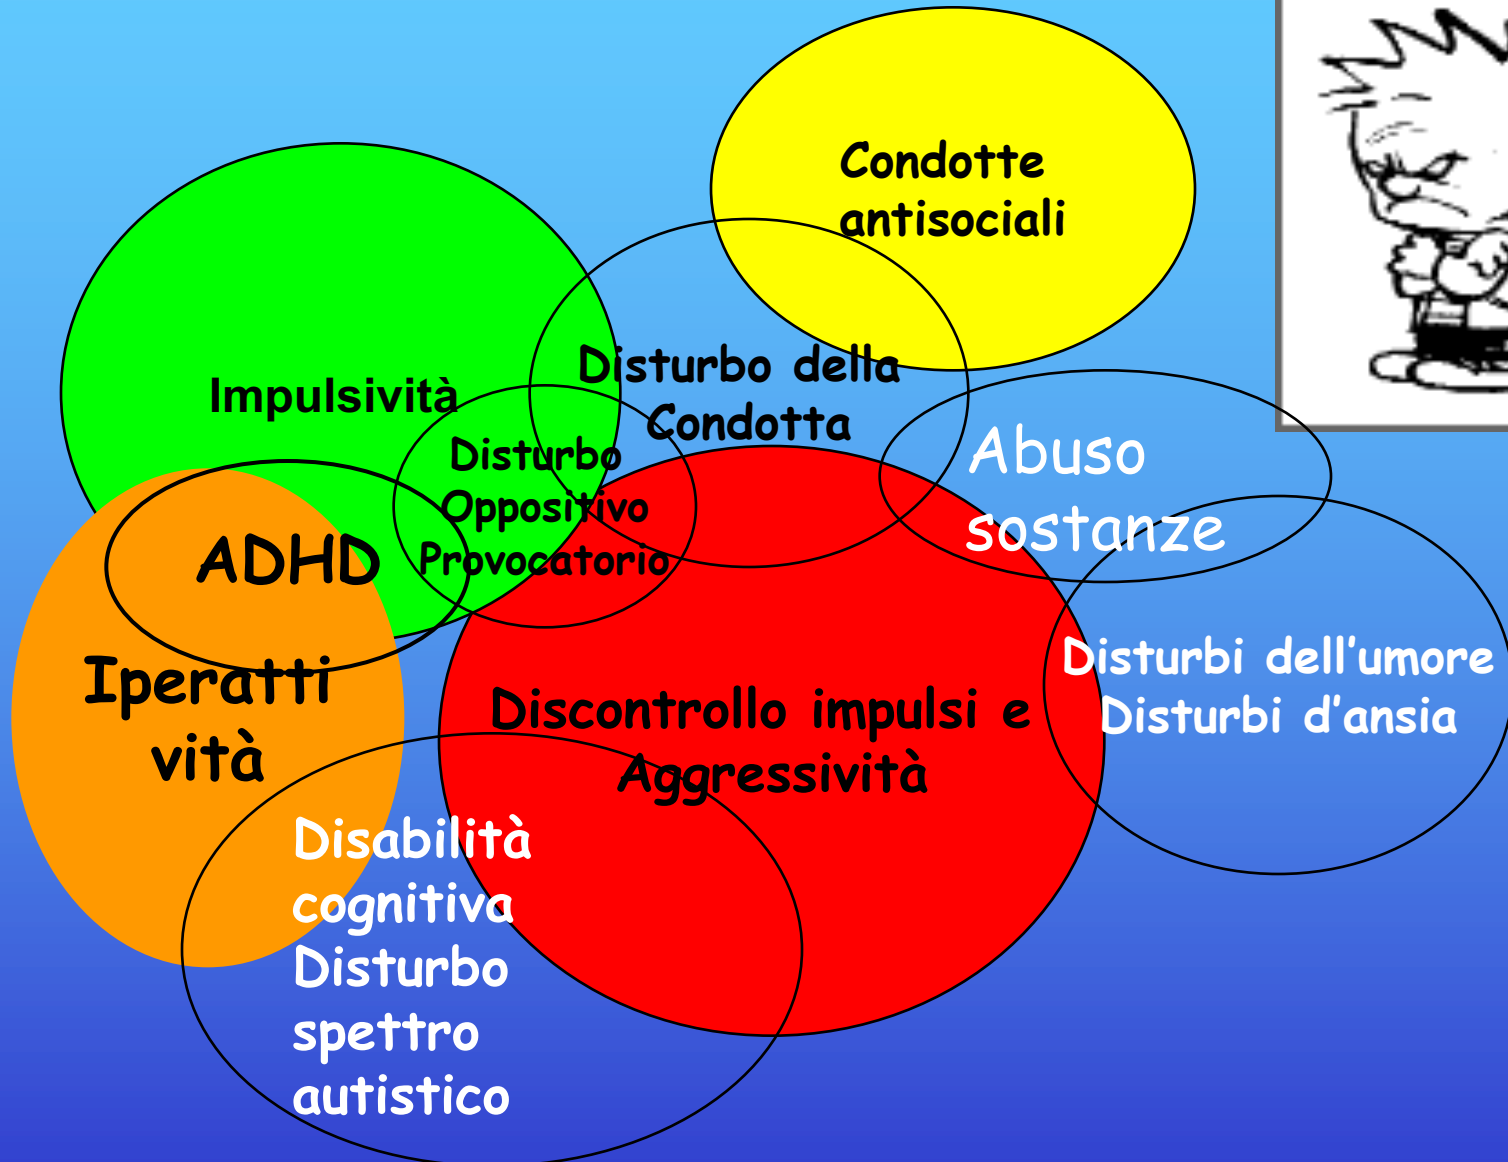 Condotte
antisociali
Impulsività
Disturbo della
Condotta
Disturbo
Oppositivo
Provocatorio
Abuso
sostanze
ADHD
Iperatti
vità
Discontrollo impulsi e
Aggressività
Disturbi dell'umore
Disturbi d'ansia
Disabilità
cognitiva
Disturbo
spettro
autistico